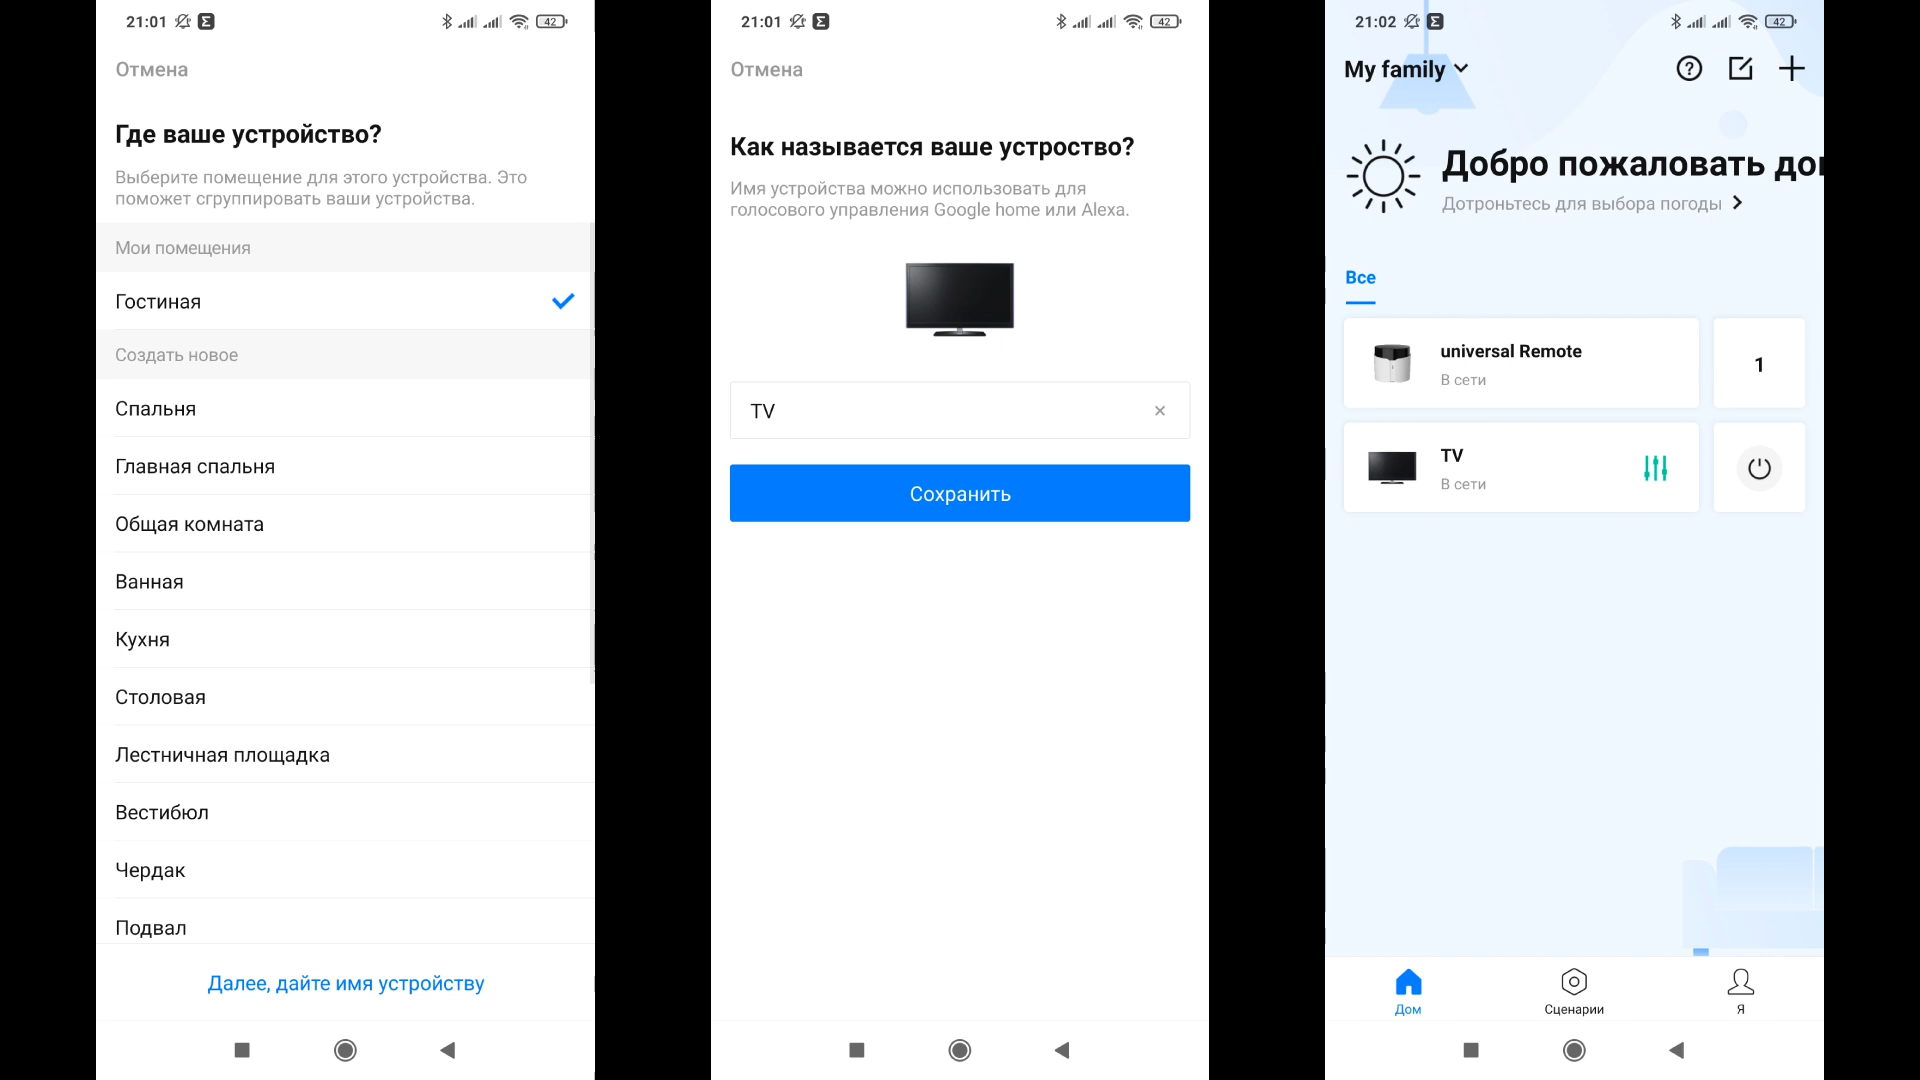 21:01
42
Отмена
Где ваше устройство?
Выберите помещение для этого устройства. Это
поможет сгруппировать ваши устройства.
Мои помещения
Гостиная
Создать новое
Спальня
Главная спальня
Общая комната
Ванная
Кухня
Столовая
Лестничная площадка
Вестибюл
Чердак
Подвал
Далее, дайте имя устройству
21:01
42
Отмена
Как называется ваше устроство?
Имя устройства можно использовать для
голосового управления Google home или Alexa.
TV
Сохранить
21:02
42
My family
Добро пожаловать до
Дотроньтесь для выбора погоды
Все
universal Remote
В сети
1
TV
В сети
Дом
Сценарии
Я